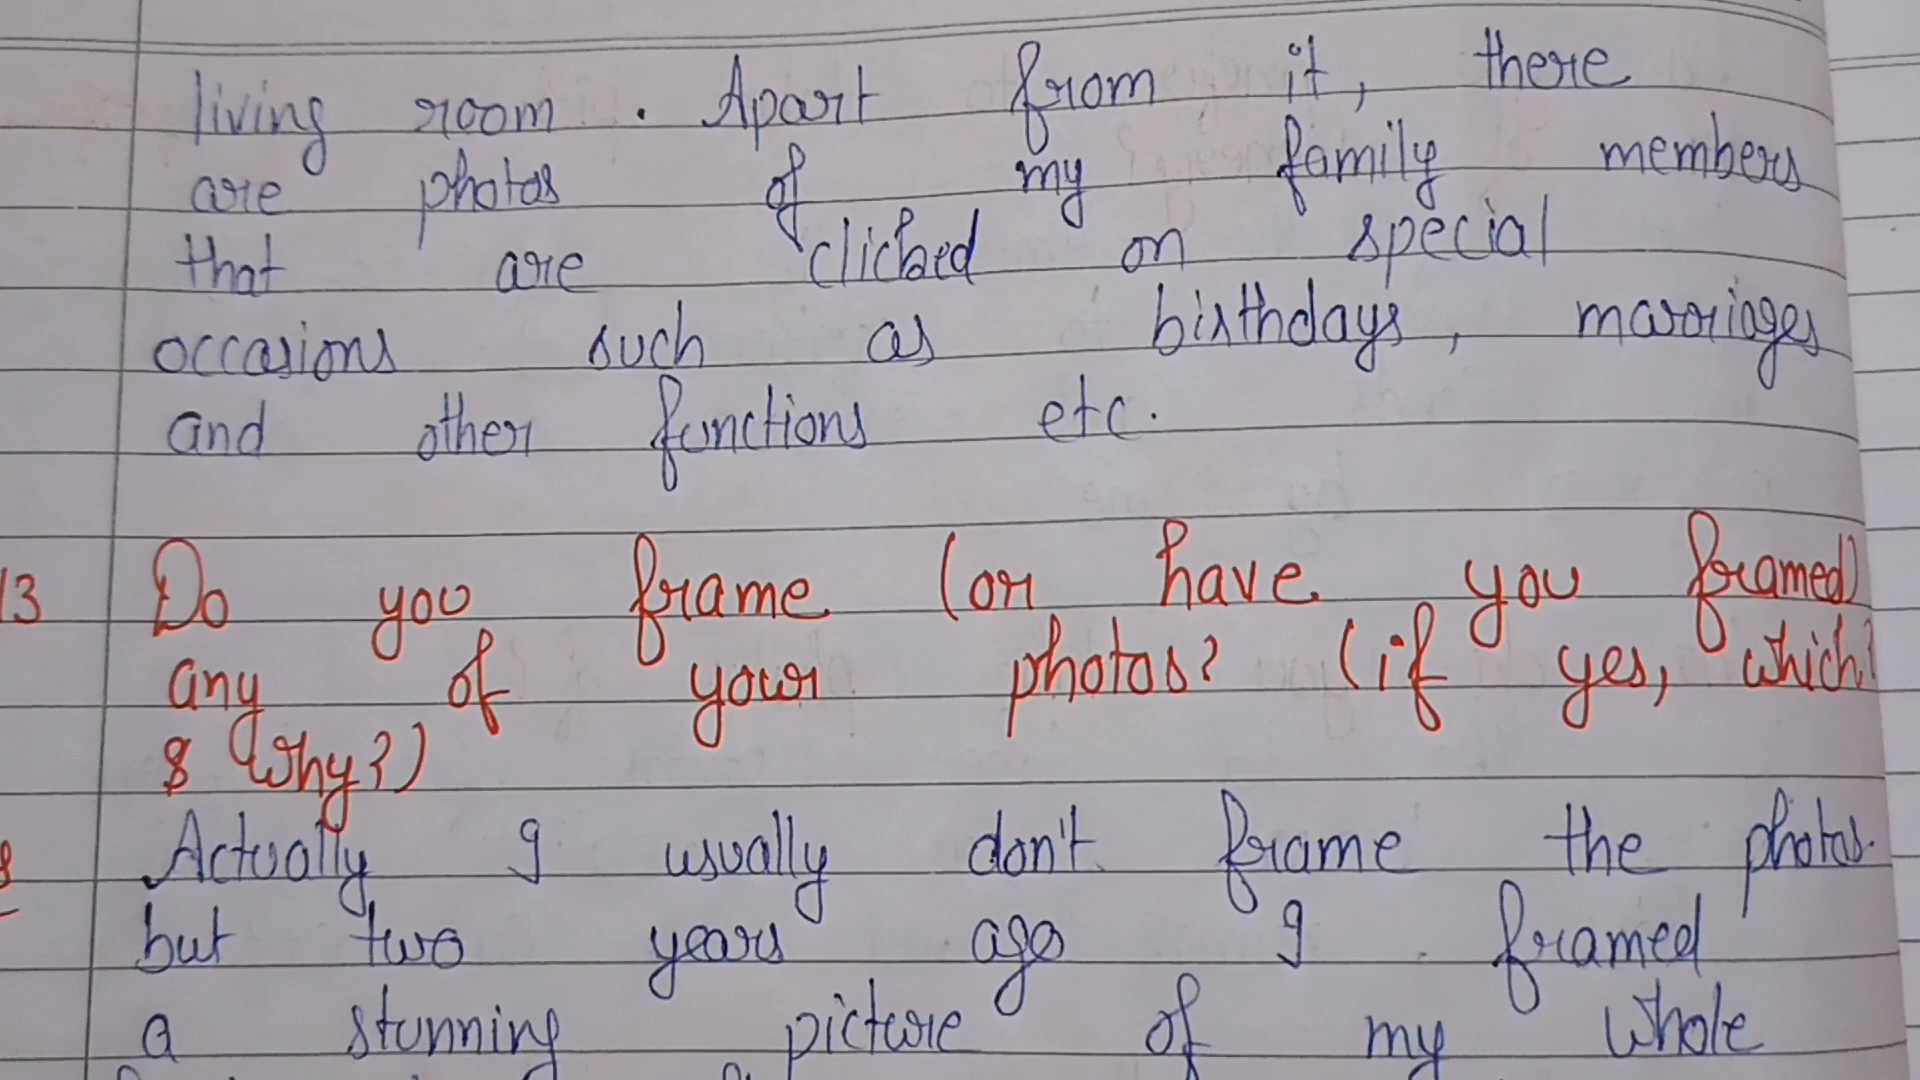 living room. Apart from it, there
are photos of my family members
that are clicked on special
occasions such as birthdays, marriages
and other functions etc.
13 Do you frame (or have you framed)
any of your photos? (if yes, which?
& Why?)
Actually I usually don't frame the photos
but two years ago I framed
a stunning picture of my whole